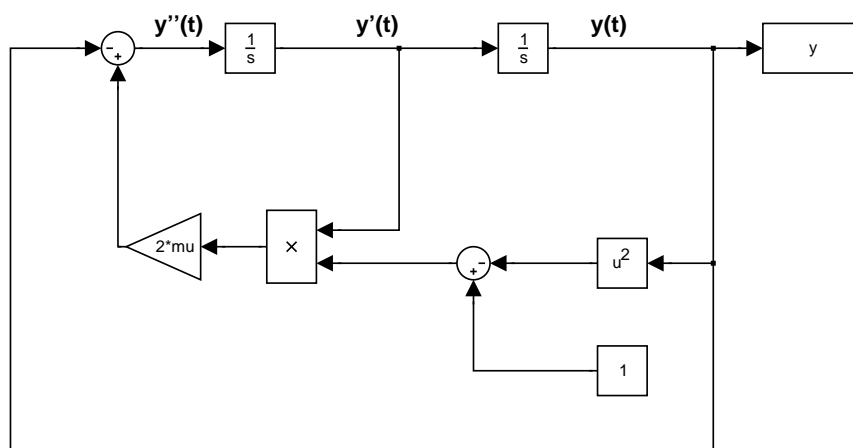 y’’(t)
y’(t)
y(t)
-
+
1
s
1
s
y
2*mu
×
-
+
u²
1